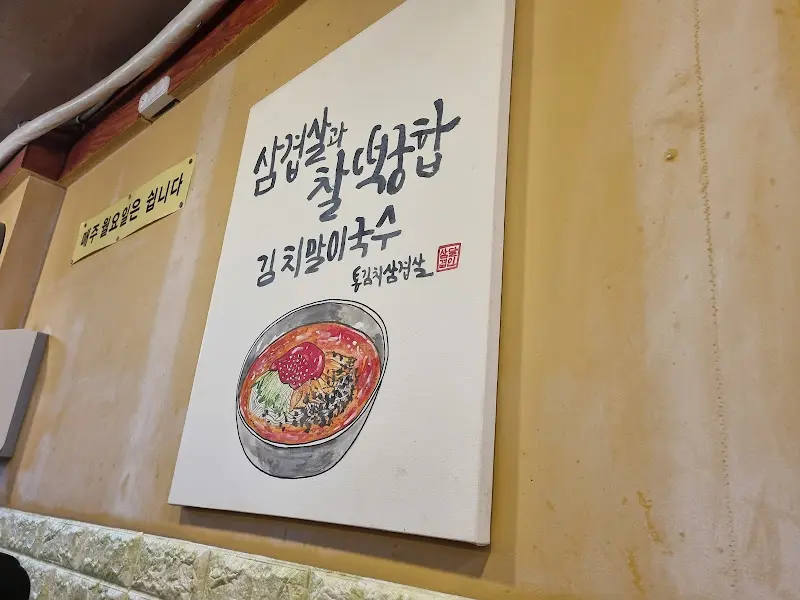 매주 월요일은 쉽니다
삼겹살과
찰떡궁합
김치말이국수
통김치삼겹살